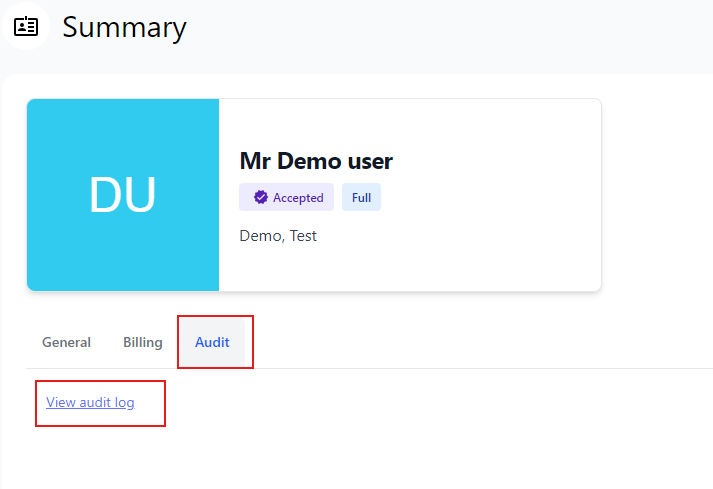 Summary
DU
Mr Demo user
Accepted Full
Demo, Test
General Billing Audit
View audit log